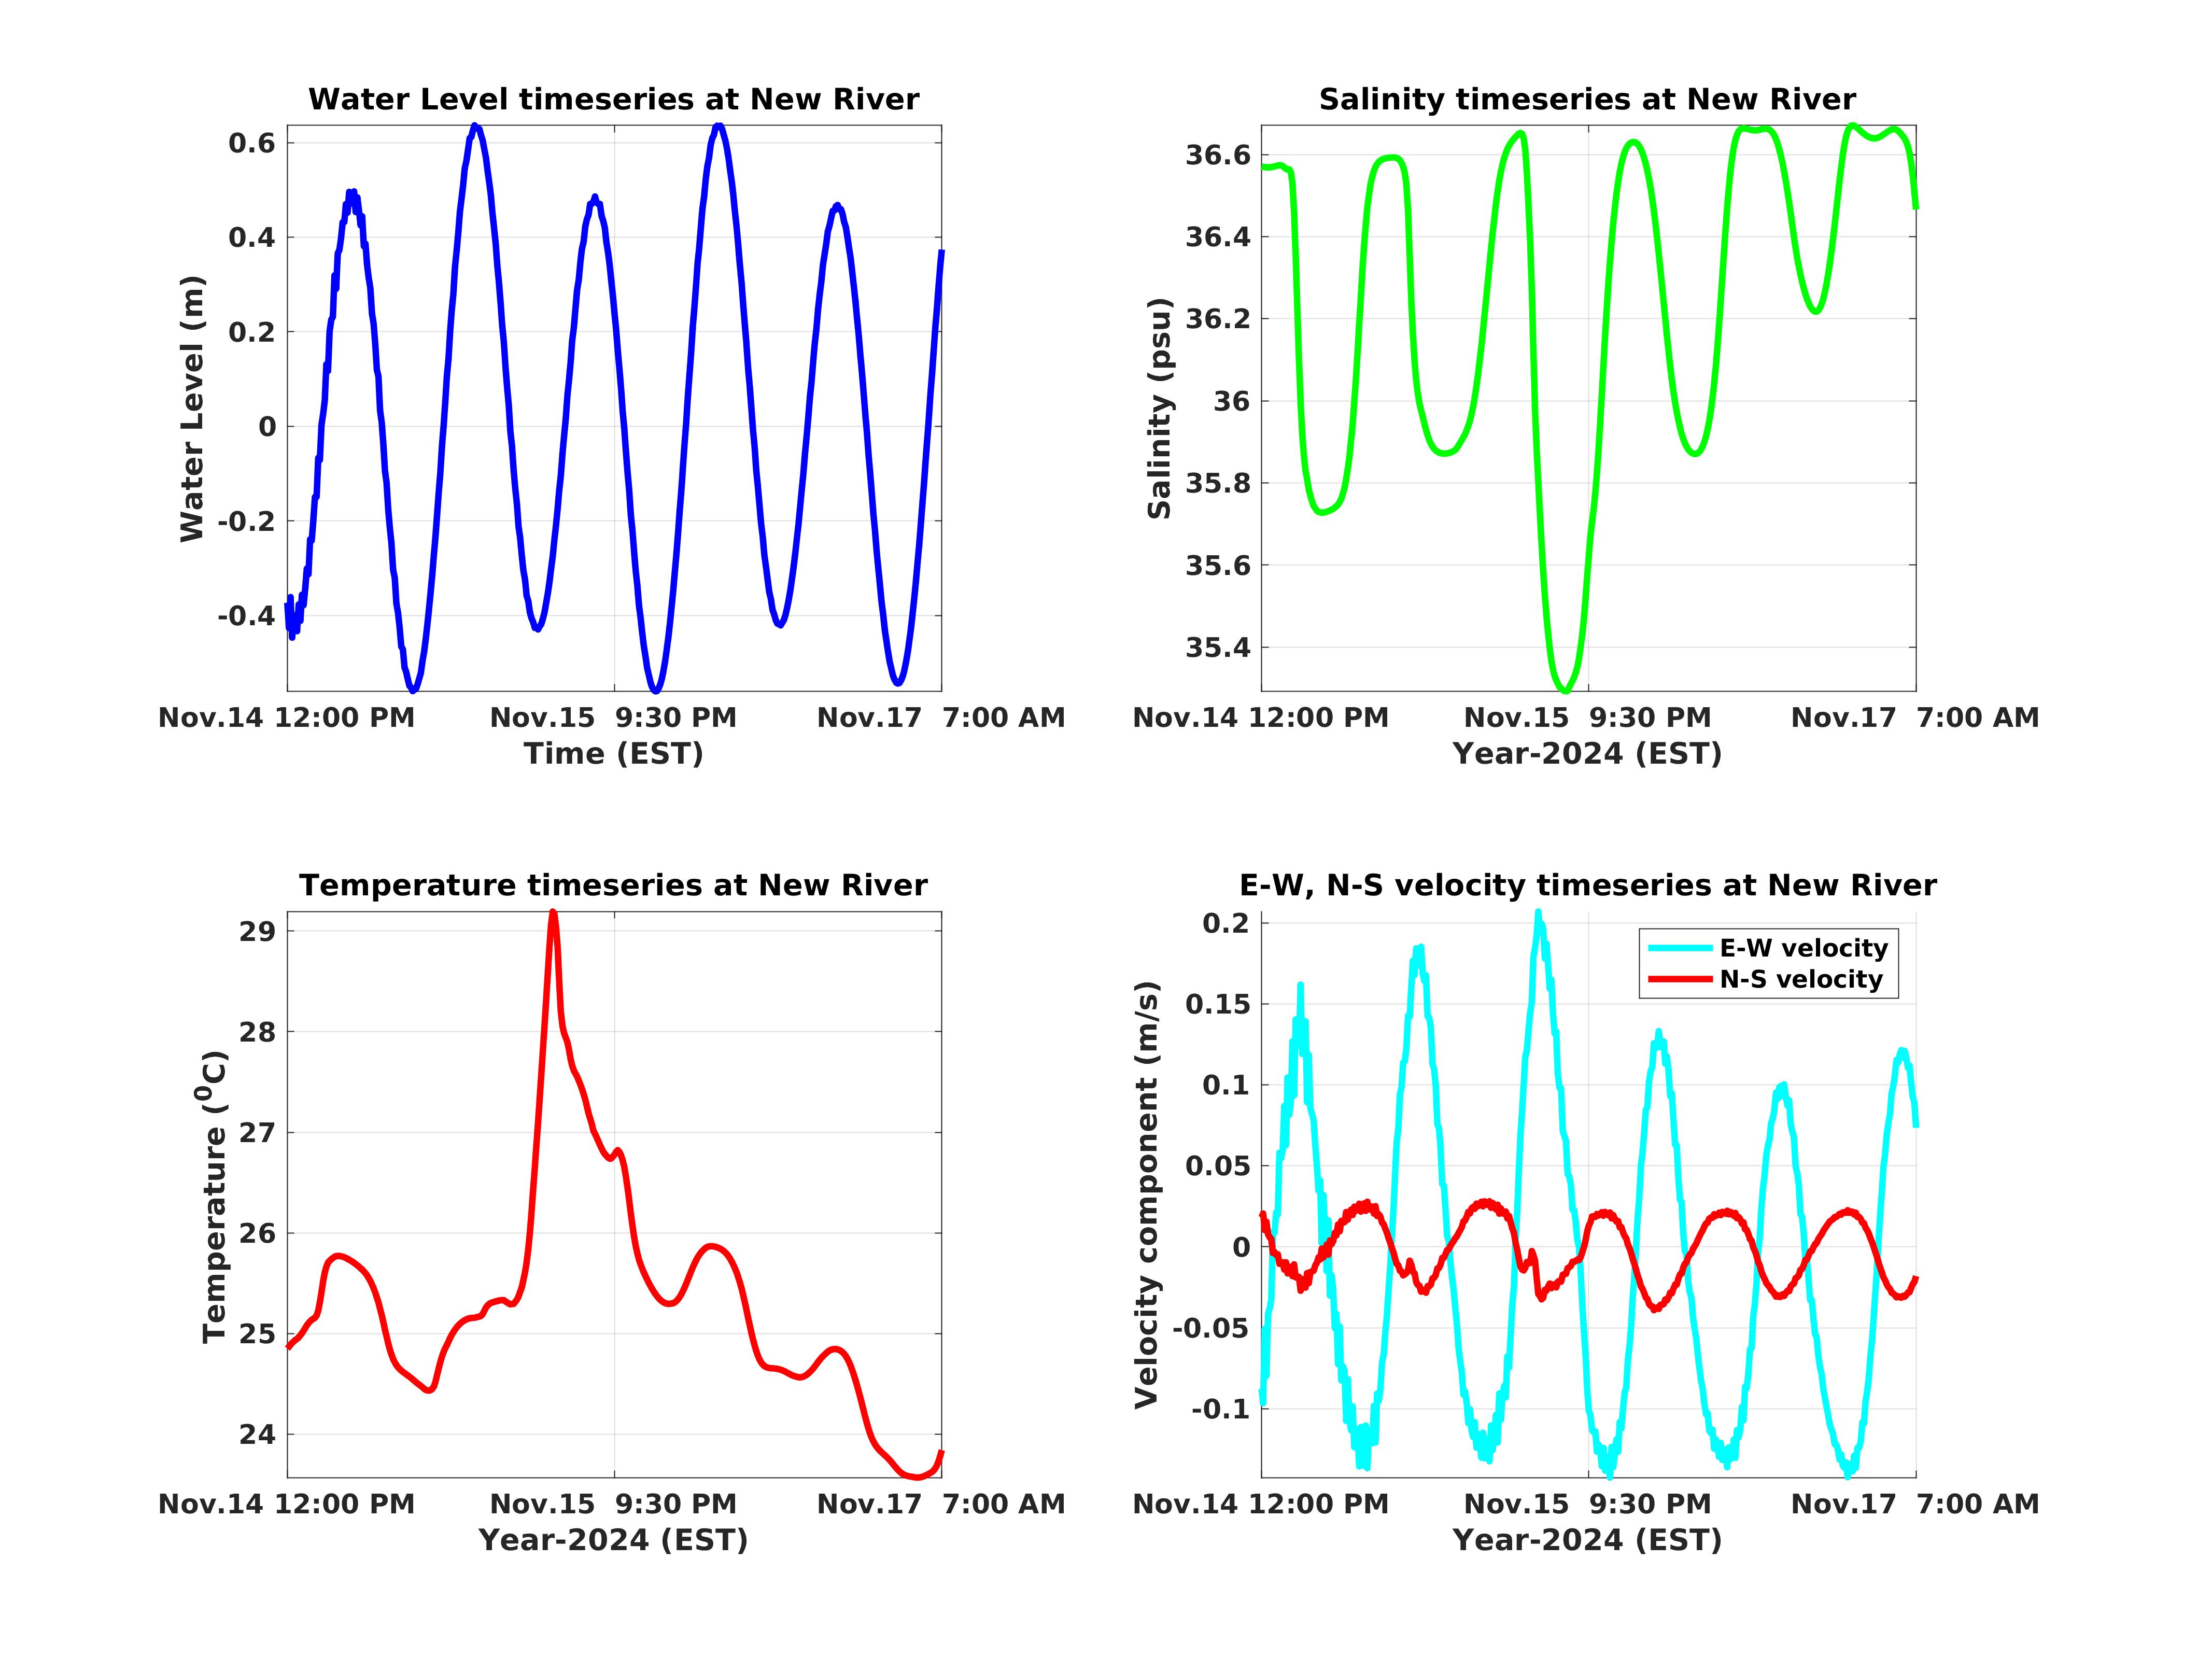 Water Level timeseries at New River
0.6
0.4
0.2
0
-0.2
-0.4
Water Level (m)
Nov.14 12:00 PM Nov.15 9:30 PM Nov.17 7:00 AM
Time (EST)
Salinity timeseries at New River
36.6
36.4
36.2
36
35.8
35.6
35.4
Salinity (psu)
Nov.14 12:00 PM Nov.15 9:30 PM Nov.17 7:00 AM
Year-2024 (EST)
Temperature timeseries at New River
29
28
27
26
25
24
Temperature (⁰C)
Nov.14 12:00 PM Nov.15 9:30 PM Nov.17 7:00 AM
Year-2024 (EST)
E-W, N-S velocity timeseries at New River
0.2
0.15
0.1
0.05
0
-0.05
-0.1
Velocity component (m/s)
E-W velocity
N-S velocity
Nov.14 12:00 PM Nov.15 9:30 PM Nov.17 7:00 AM
Year-2024 (EST)